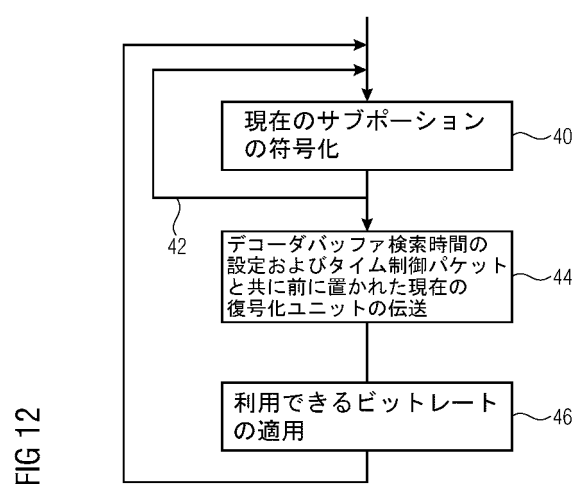 現在のサブポーション
の符号化
40
42
デコーダバッファ検索時間の
設定およびタイム制御パケット
と共に前に置かれた現在の
復号化ユニットの伝送
44
利用できるビットレート
の適用
46
FIG 12